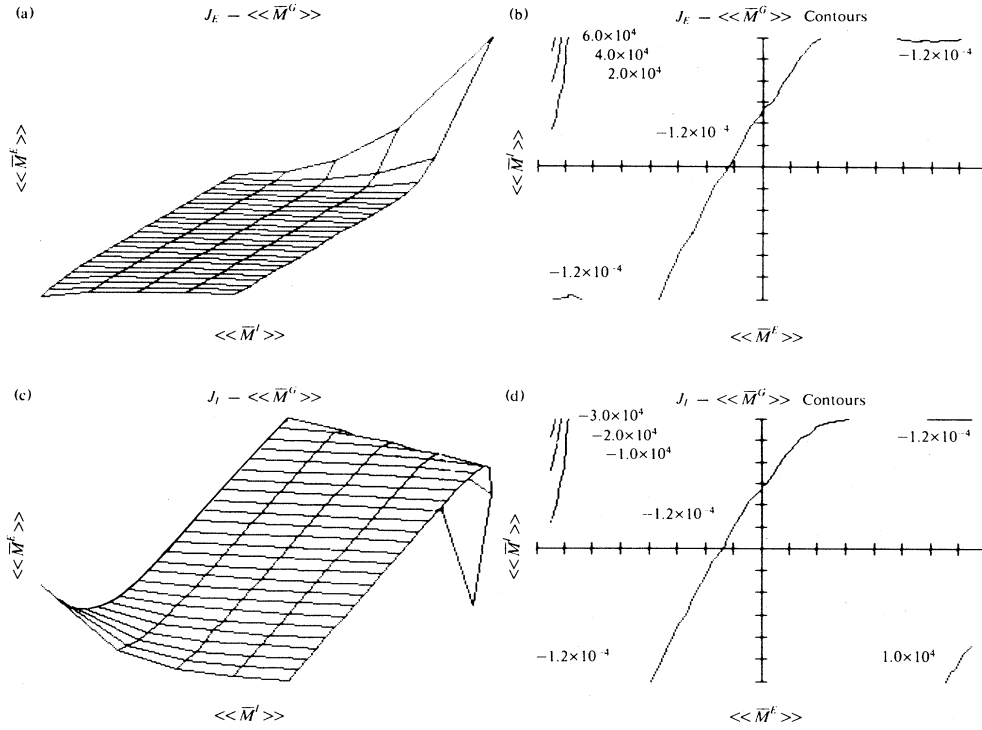 (a)
J_E − << M̅^G >>
<< M̅^E >>
<< M̅^I >>
(b)
J_E − << M̅^G >> Contours
6.0×10^4
4.0×10^4
2.0×10^4
−1.2×10^-4
−1.2×10^-4
<< M̅^I >>
−1.2×10^-4
<< M̅^E >>
(c)
J_I − << M̅^G >>
<< M̅^E >>
<< M̅^I >>
(d)
J_I − << M̅^G >> Contours
−3.0×10^4
−2.0×10^4
−1.0×10^4
−1.2×10^-4
−1.2×10^-4
<< M̅^I >>
−1.2×10^-4
1.0×10^4
<< M̅^E >>